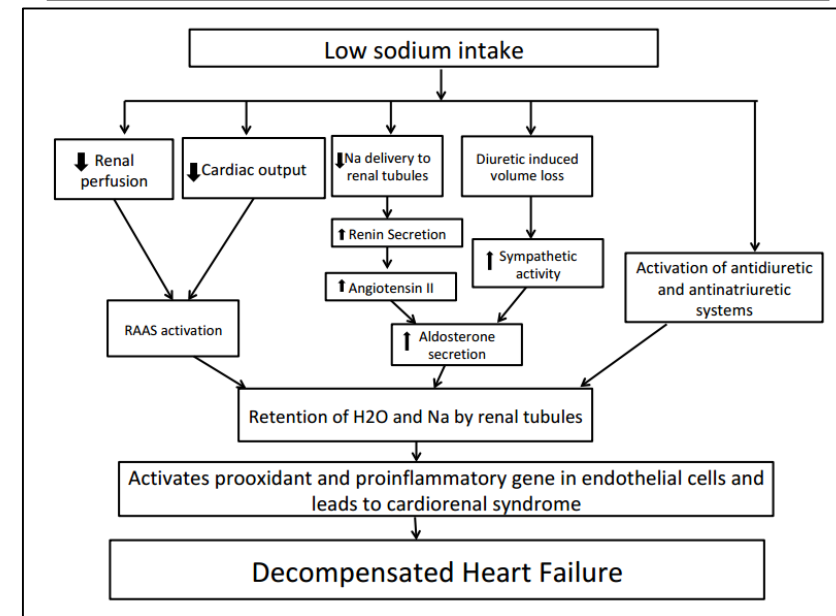 Low sodium intake
Renal
perfusion
Cardiac output
Na delivery to
renal tubules
Diuretic induced
volume loss
Renin Secretion
Sympathetic
activity
Activation of antidiuretic
and antinatriuretic
systems
Angiotensin II
RAAS activation
Aldosterone
secretion
Retention of H2O and Na by renal tubules
Activates prooxidant and proinflammatory gene in endothelial cells and
leads to cardiorenal syndrome
Decompensated Heart Failure